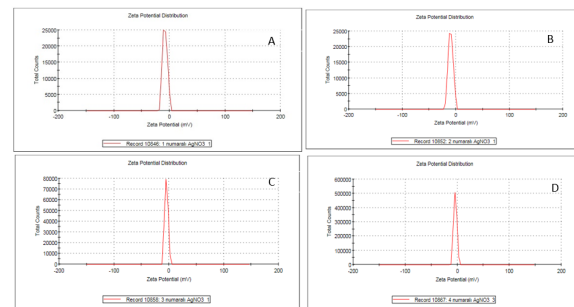 Zeta Potential Distribution
A
25000
20000
15000
10000
5000
0
Total Counts
-200
-100
0
100
200
Zeta Potential (mV)
Record 10846: 1 numaralı AgNO3 1
Zeta Potential Distribution
B
25000
20000
15000
10000
5000
0
Total Counts
-200
-100
0
100
200
Zeta Potential (mV)
Record 10852: 2 numaralı AgNO3 1
Zeta Potential Distribution
C
80000
70000
60000
50000
40000
30000
20000
10000
0
Total Counts
-200
-100
0
100
200
Zeta Potential (mV)
Record 10858: 3 numaralı AgNO3 1
Zeta Potential Distribution
D
600000
500000
400000
300000
200000
100000
0
Total Counts
-200
-100
0
100
200
Zeta Potential (mV)
Record 10867: 4 numaralı AgNO3 3